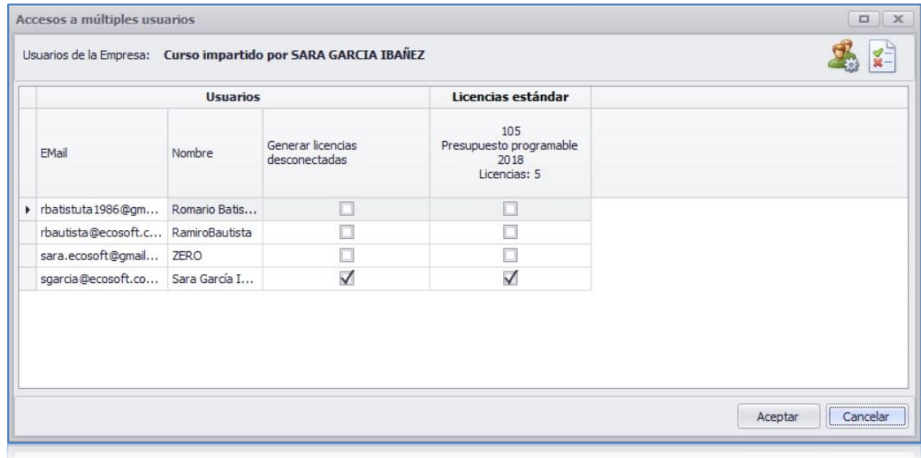 Accesos a múltiples usuarios
Usuarios de la Empresa: Curso impartido por SARA GARCIA IBAÑEZ
Usuarios Licencias estándar
EMail Nombre Generar licencias desconectadas 105 Presupuesto programable 2018 Licencias: 5
rbatistuta1986@gm... Romario Batis...
rbautista@ecosoft.c... RamiroBautista
sara.ecosoft@gmail... ZERO
sgarcia@ecosoft.co... Sara García I...
Aceptar Cancelar